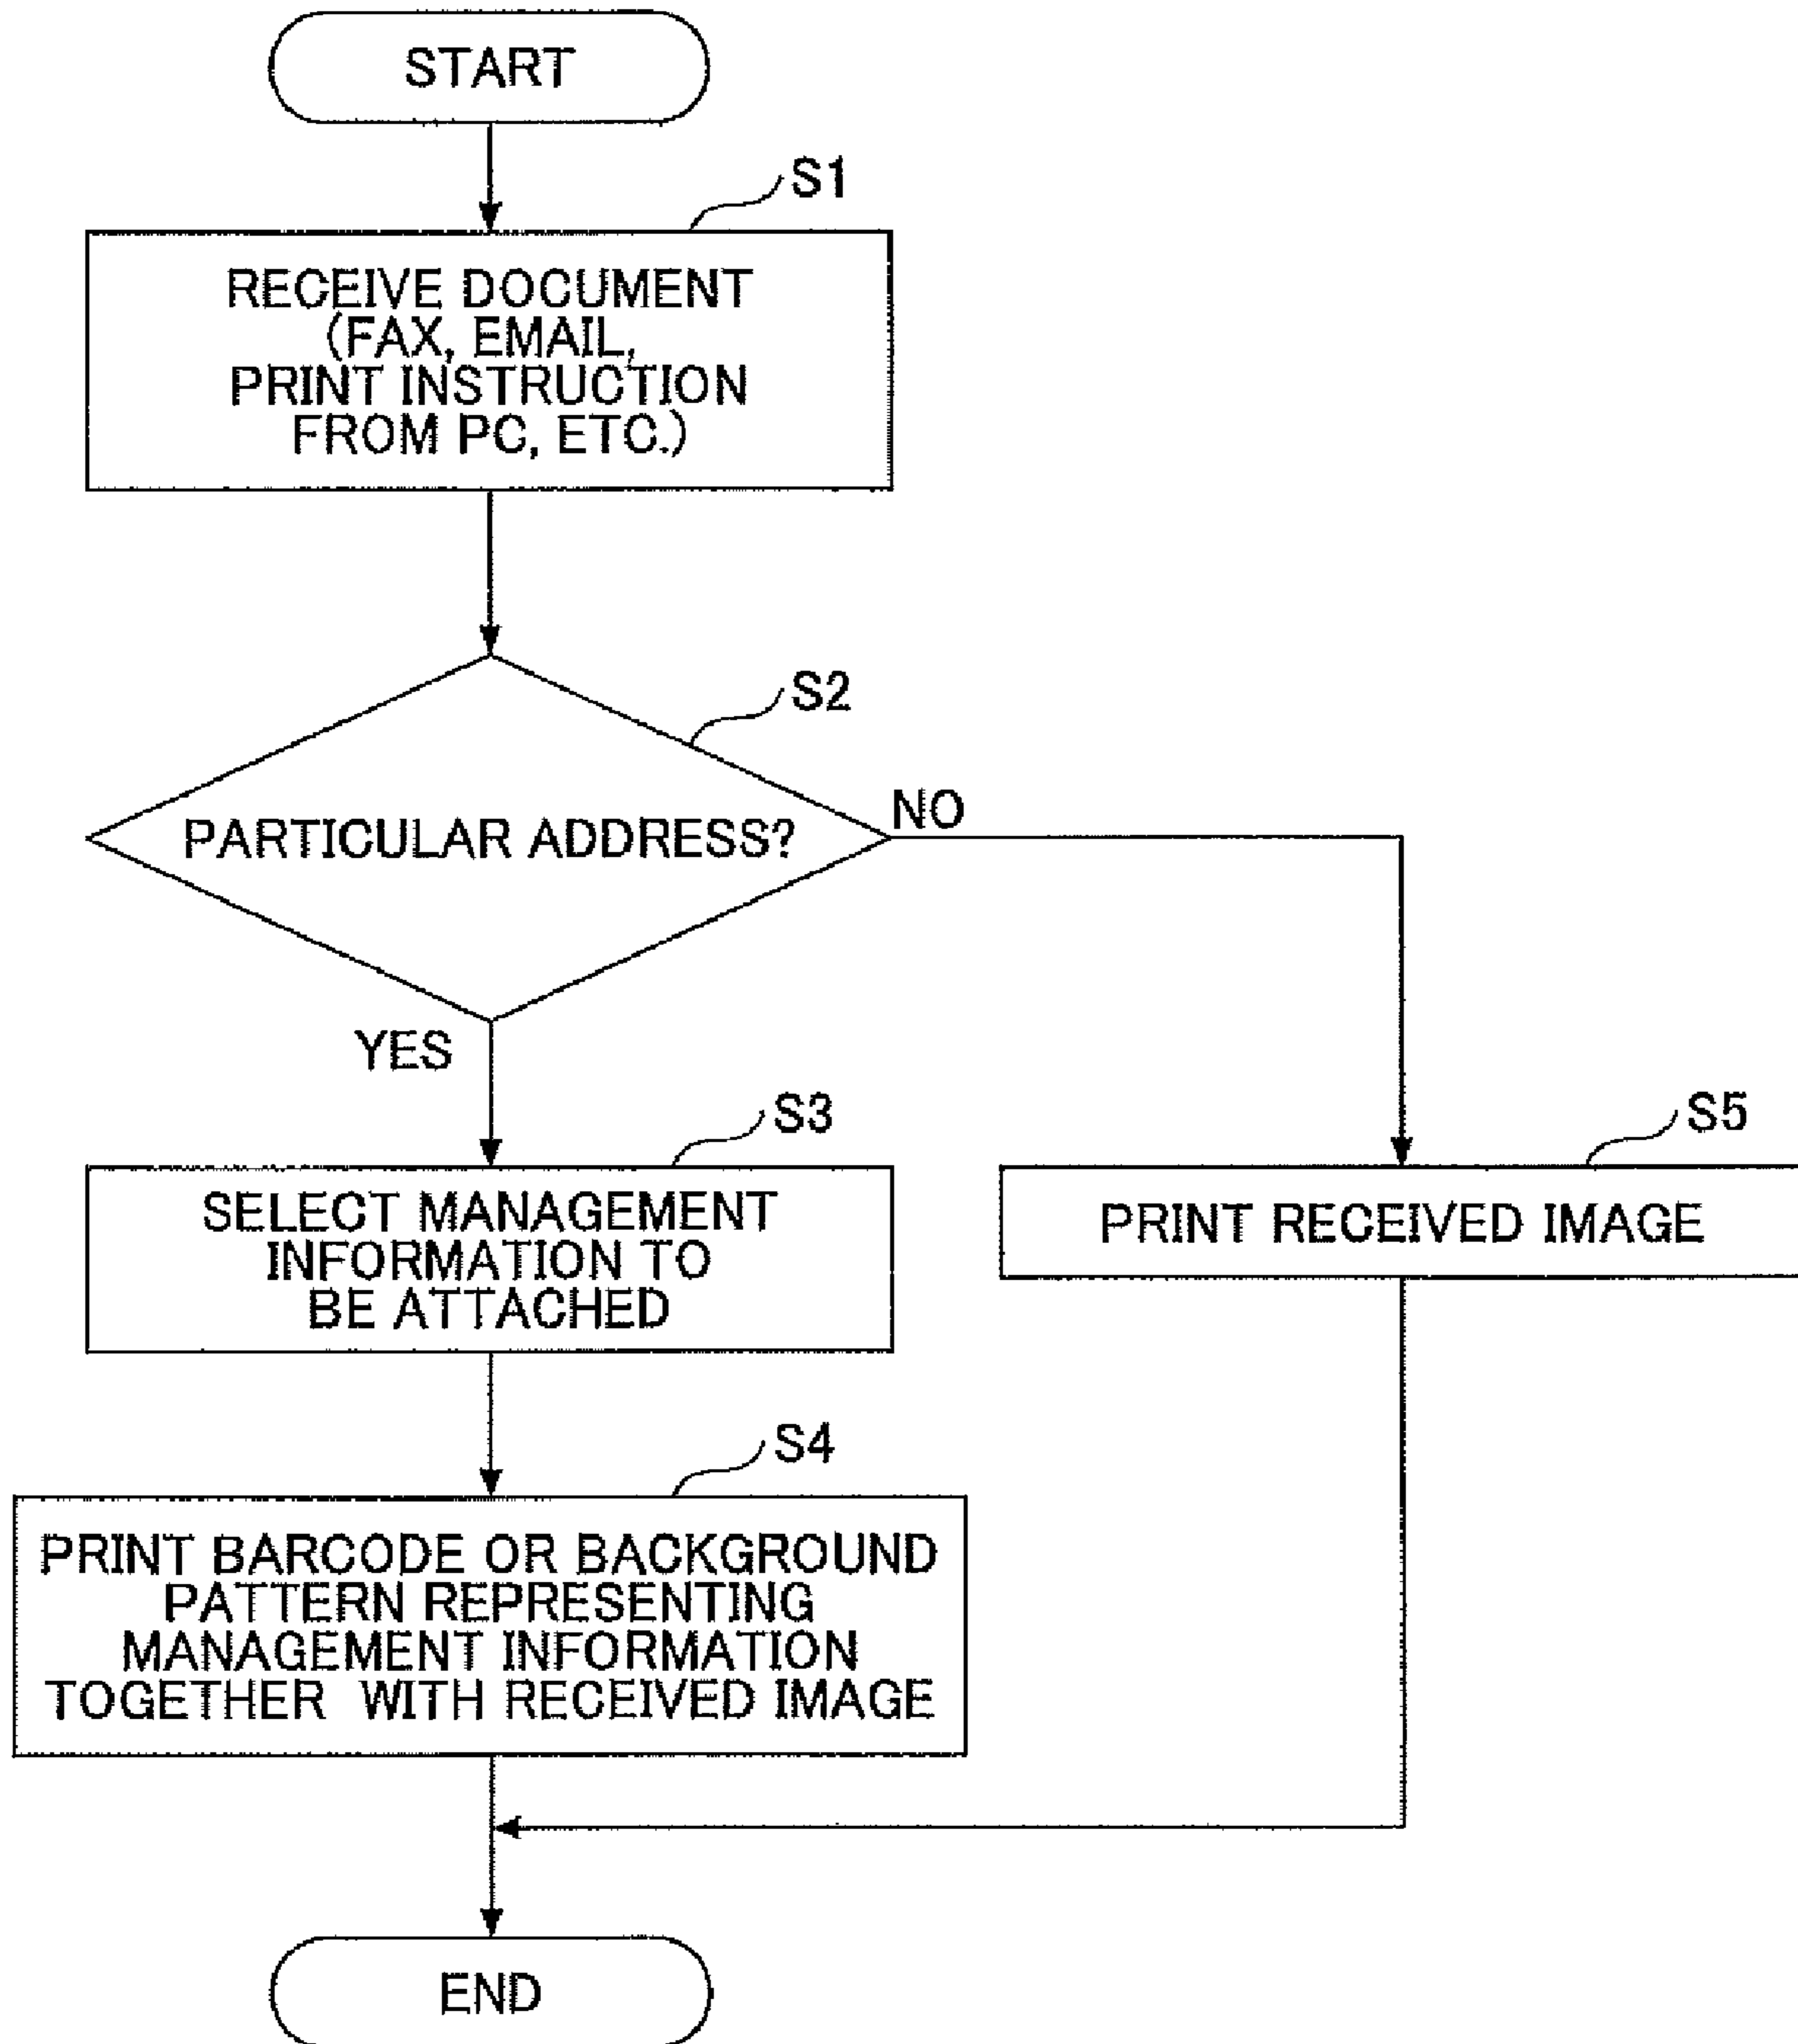 START
S1
RECEIVE DOCUMENT
(FAX, EMAIL,
PRINT INSTRUCTION
FROM PC, ETC.)
S2
PARTICULAR ADDRESS?
NO
YES
S3
SELECT MANAGEMENT
INFORMATION TO
BE ATTACHED
S5
PRINT RECEIVED IMAGE
S4
PRINT BARCODE OR BACKGROUND
PATTERN REPRESENTING
MANAGEMENT INFORMATION
TOGETHER WITH RECEIVED IMAGE
END